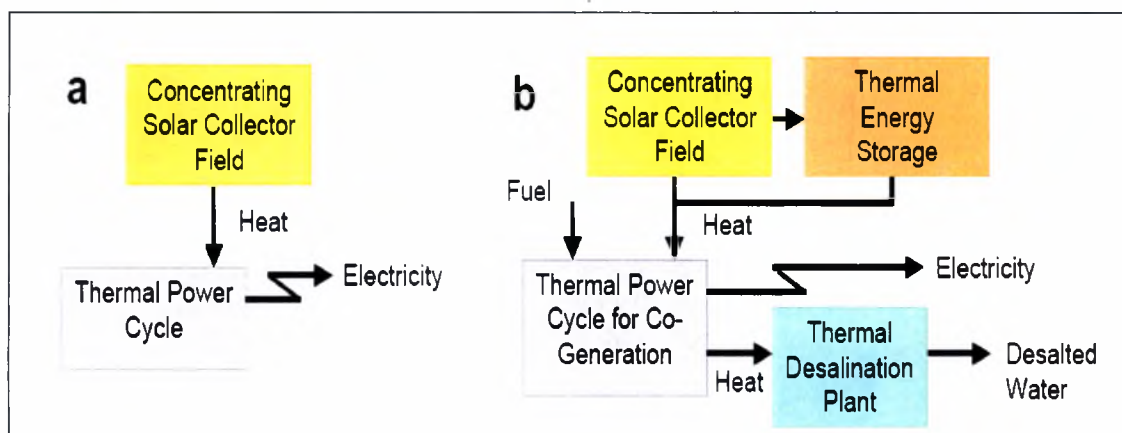 a
Concentrating
Solar Collector
Field
Heat
Thermal Power
Cycle
Electricity
b
Concentrating
Solar Collector
Field
Thermal
Energy
Storage
Fuel
Heat
Thermal Power
Cycle for Co-
Generation
Electricity
Heat
Thermal
Desalination
Plant
Desalted
Water